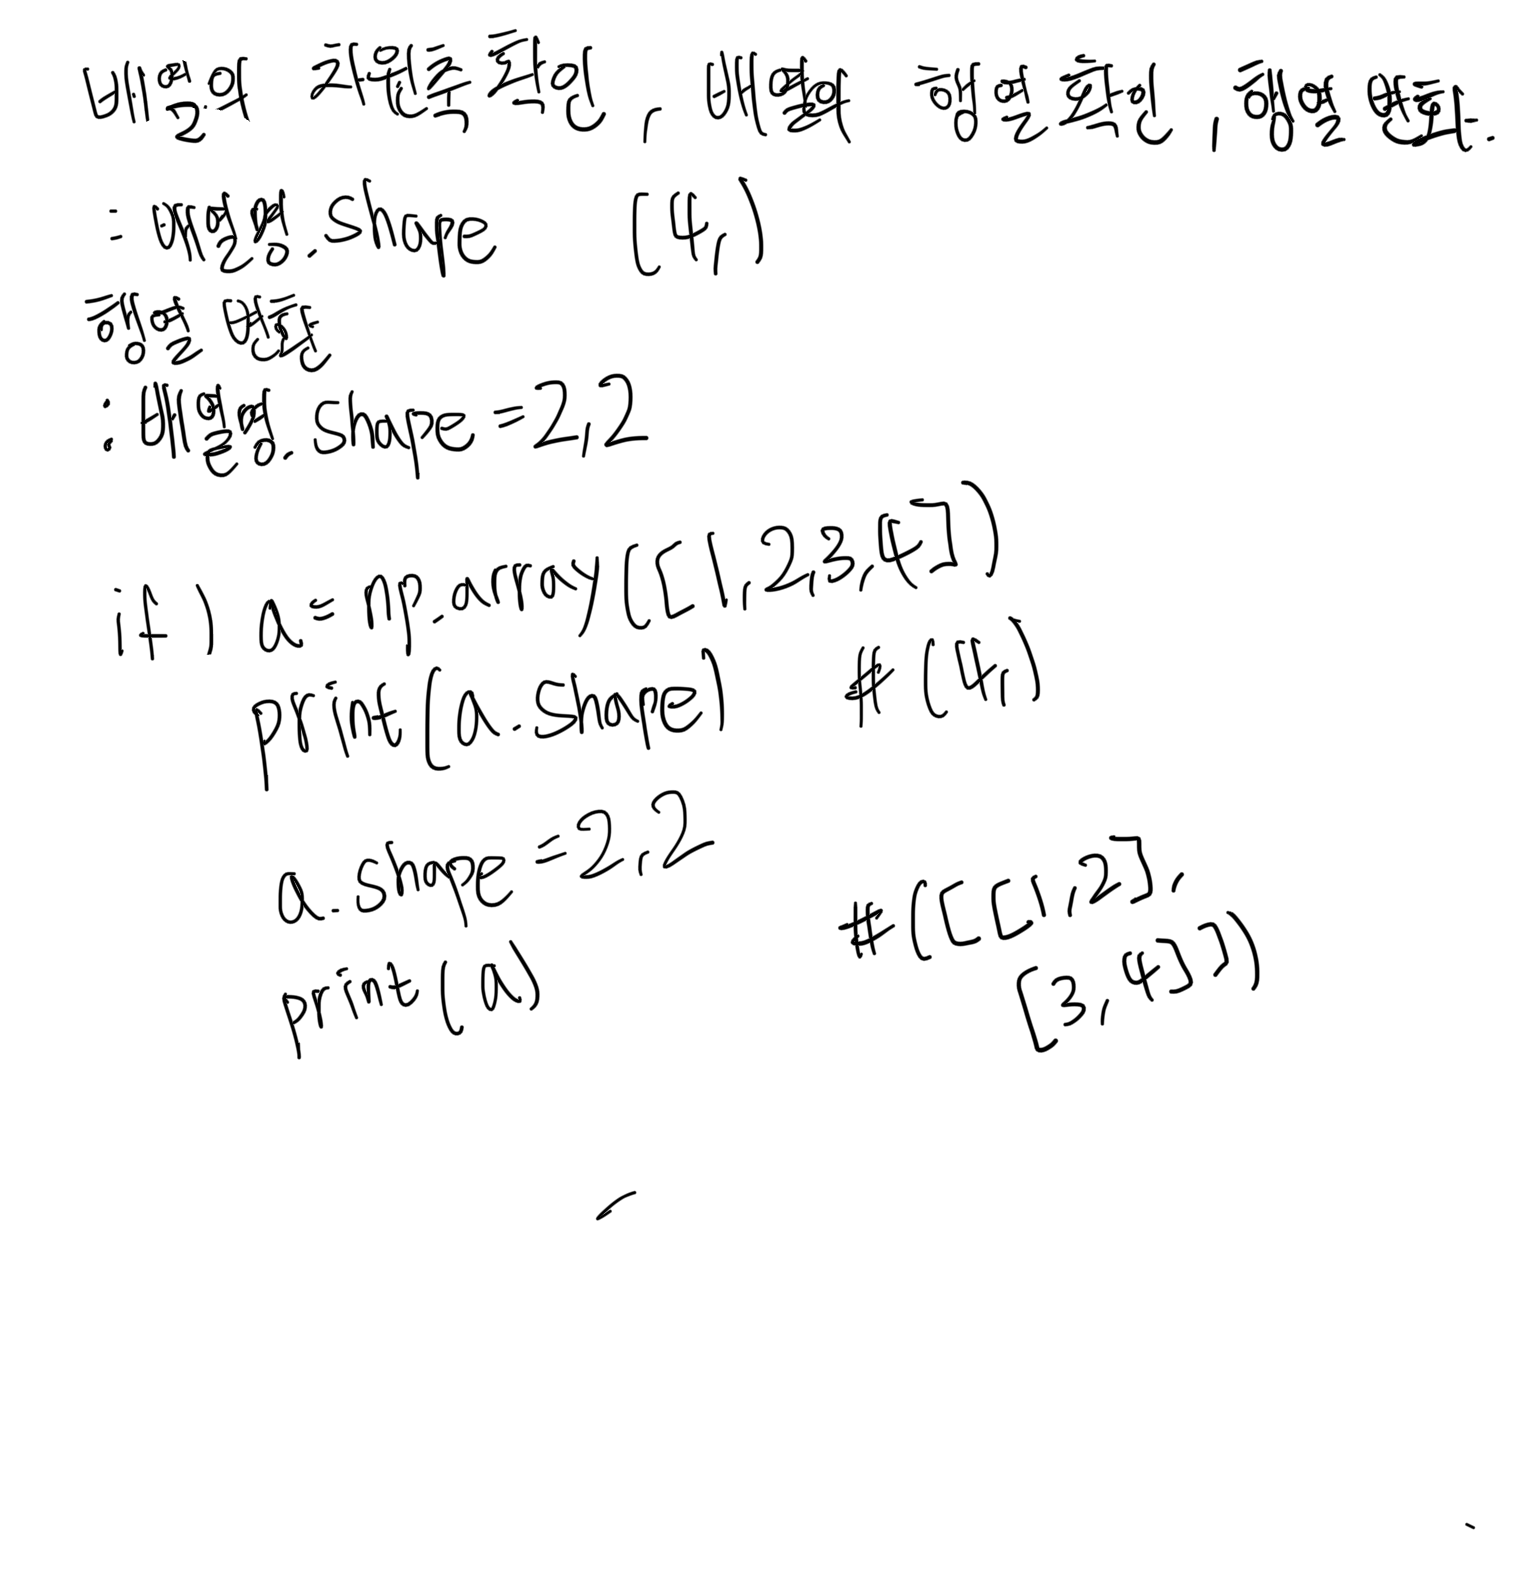 배열의 차원축 확인, 배열의 행열 확인, 행열 변화.
: 배열명.shape (4,)
행열 변환
: 배열명.shape=2,2
if) a= np.array([1,2,3,4])
print(a.shape) # (4,)
a.shape=2,2
print(a) #([[1,2],
[3,4]])